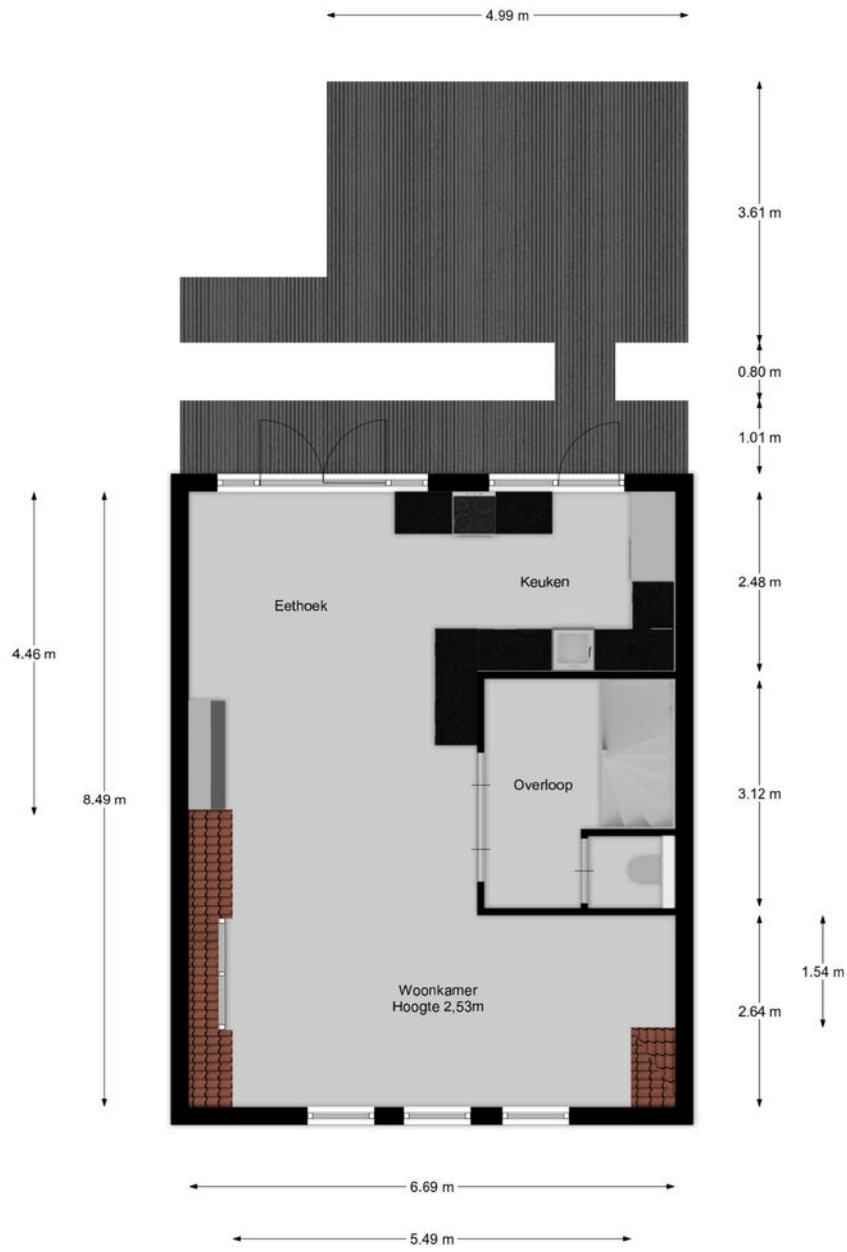 4.99 m
3.61 m
0.80 m
1.01 m
Keuken
2.48 m
Eethoek
4.46 m
Overloop
3.12 m
8.49 m
1.54 m
Woonkamer
Hoogte 2,53m
2.64 m
6.69 m
5.49 m